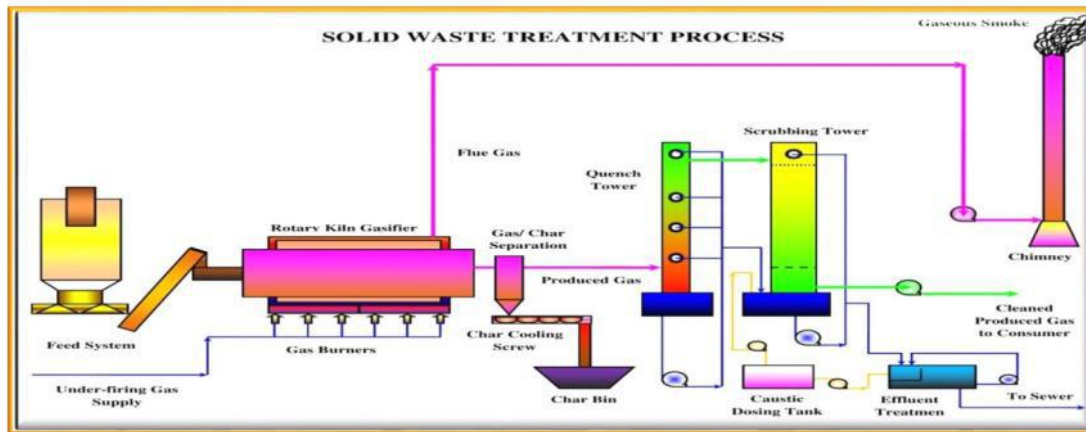 Gaseous Smoke
SOLID WASTE TREATMENT PROCESS
Scrubbing Tower
Flue Gas
Quench
Tower
Rotary Kiln Gasifier
Gas/ Char
Separation
Chimney
Produced Gas
Cleaned
Produced Gas
to Consumer
Feed System
Gas Burners
Char Cooling
Screw
Under-firing Gas
Supply
Char Bin
Caustic
Dosing Tank
Effluent
Treatmen
To Sewer